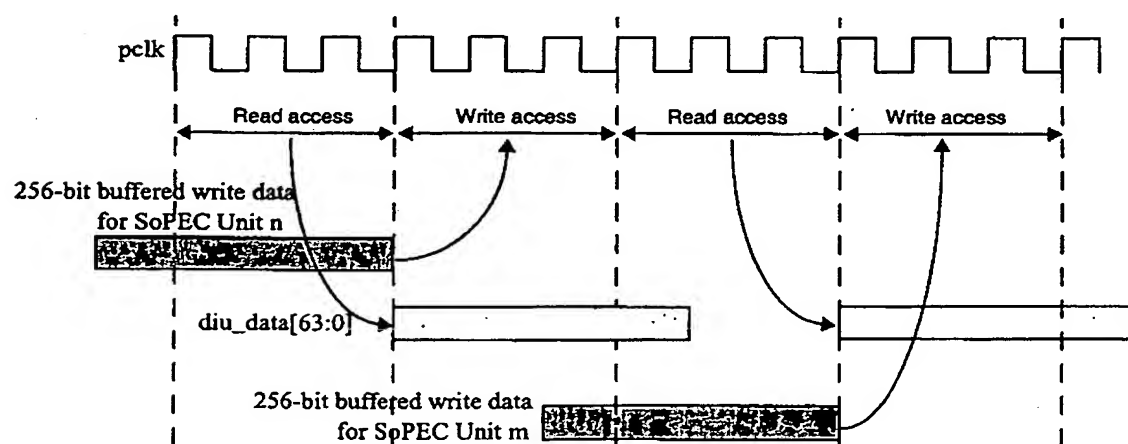 pclk
Read access
Write access
Read access
Write access
256-bit buffered write data
for SoPEC Unit n
diu_data[63:0]
256-bit buffered write data
for SoPEC Unit m